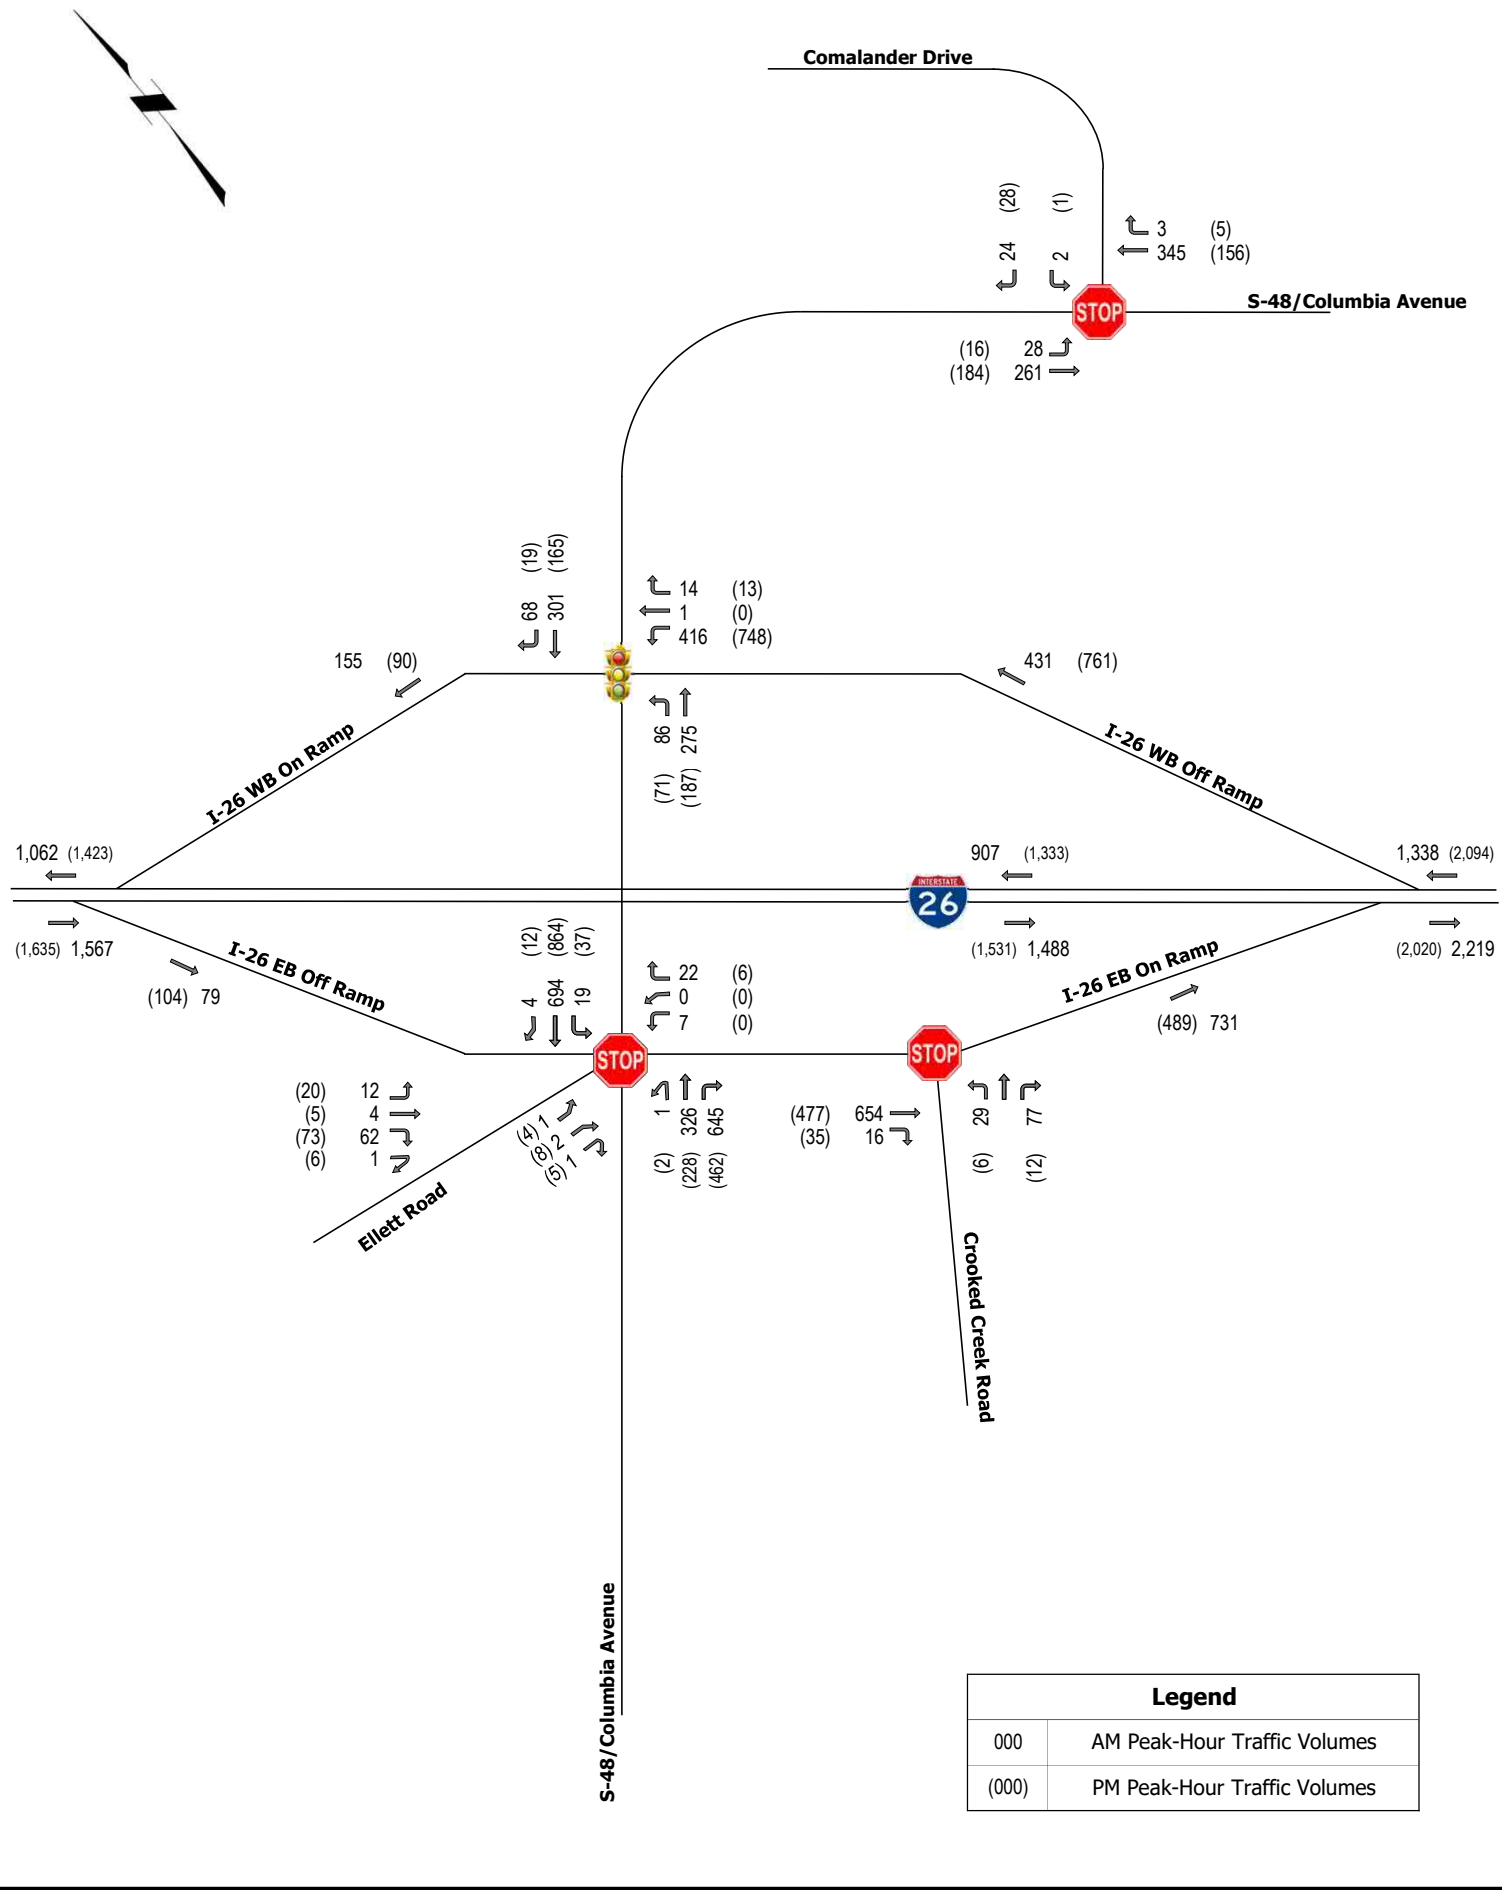 Comalander Drive
(28) (1)
24 2
3 (5)
345 (156)
S-48/Columbia Avenue
STOP
(16) 28
(184) 261
(19) (165)
68 301
14 (13)
1 (0)
416 (748)
155 (90)
431 (761)
86 275
(71) (187)
I-26 WB On Ramp
I-26 WB Off Ramp
1,062 (1,423)
907 (1,333)
1,338 (2,094)
INTERSTATE
26
(1,635) 1,567
(1,531) 1,488
(2,020) 2,219
I-26 EB Off Ramp
I-26 EB On Ramp
(104) 79
(489) 731
(12) (864) (37)
4 694 19
22 (6)
0 (0)
7 (0)
STOP
STOP
(20) 12
(5) 4
(73) 62
(6) 1
(4) 1
(8) 2
(5) 1
1 326 645
(2) (228) (462)
(477) 654
(35) 16
29 77
(6) (12)
Ellett Road
Crooked Creek Road
S-48/Columbia Avenue
Legend
000 AM Peak-Hour Traffic Volumes
(000) PM Peak-Hour Traffic Volumes